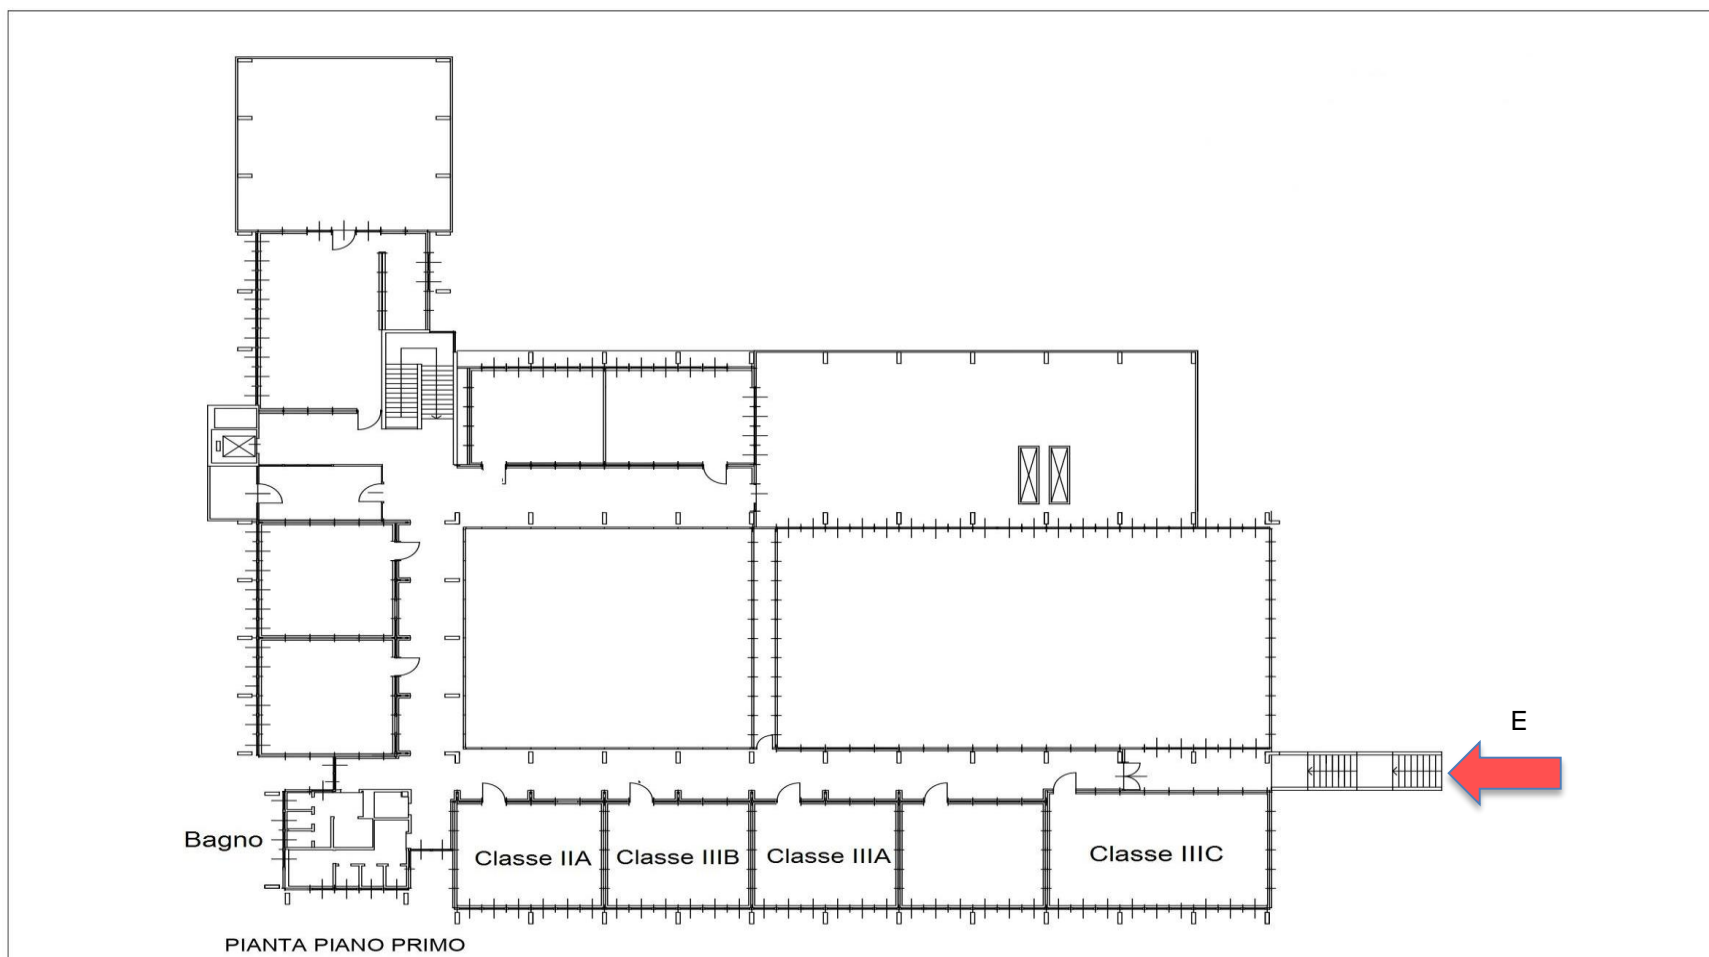 E
Bagno
Classe IIA
Classe IIIB
Classe IIIA
Classe IIIC
PIANTA PIANO PRIMO